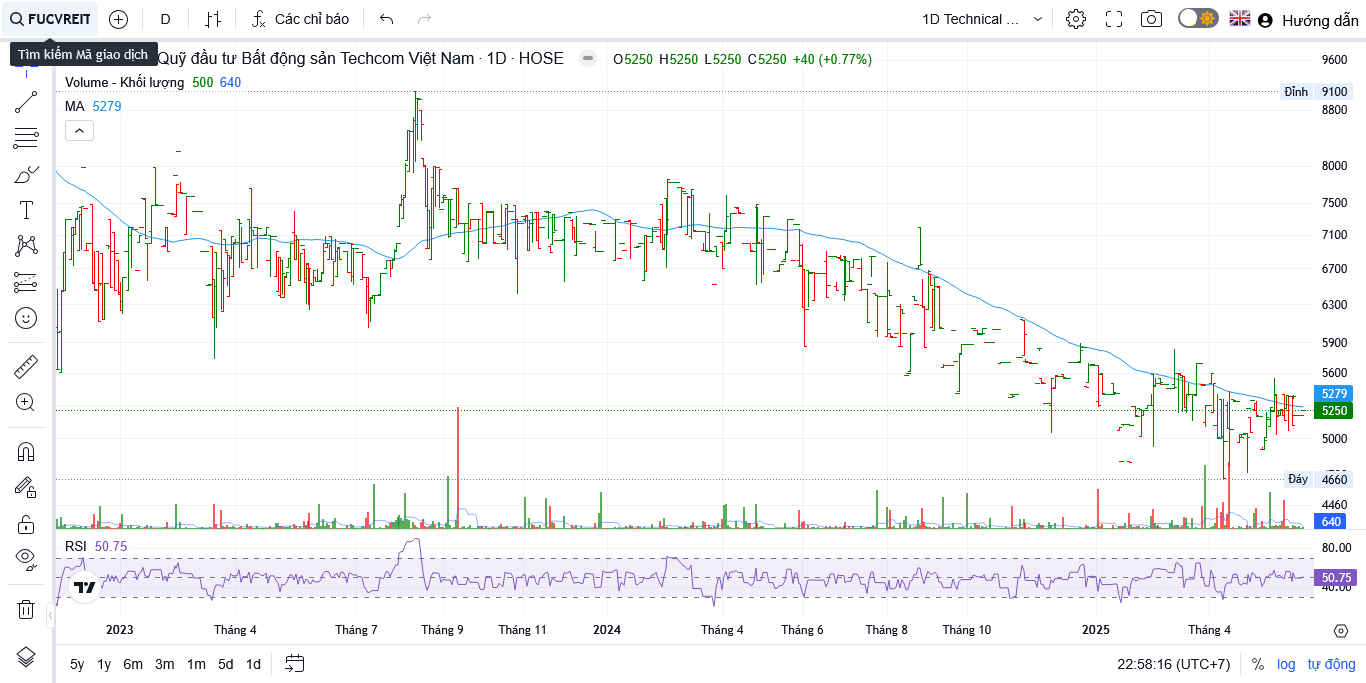 FUCVREIT D Các chỉ báo 1D Technical ... Hướng dẫn
Tìm kiếm Mã giao dịch
Quỹ đầu tư Bất động sản Techcom Việt Nam · 1D · HOSE O5250 H5250 L5250 C5250 +40 (+0.77%)
Volume - Khối lượng 500 640
MA 5279
9600
Đỉnh 9100
8800
8000
7500
7100
6700
6300
5900
5600
5279
5250
5000
Đáy 4660
4460
640
RSI 50.75
80.00
50.75
40.00
2023 Tháng 4 Tháng 7 Tháng 9 Tháng 11 2024 Tháng 4 Tháng 6 Tháng 8 Tháng 10 2025 Tháng 4
5y 1y 6m 3m 1m 5d 1d 22:58:16 (UTC+7) % log tự động